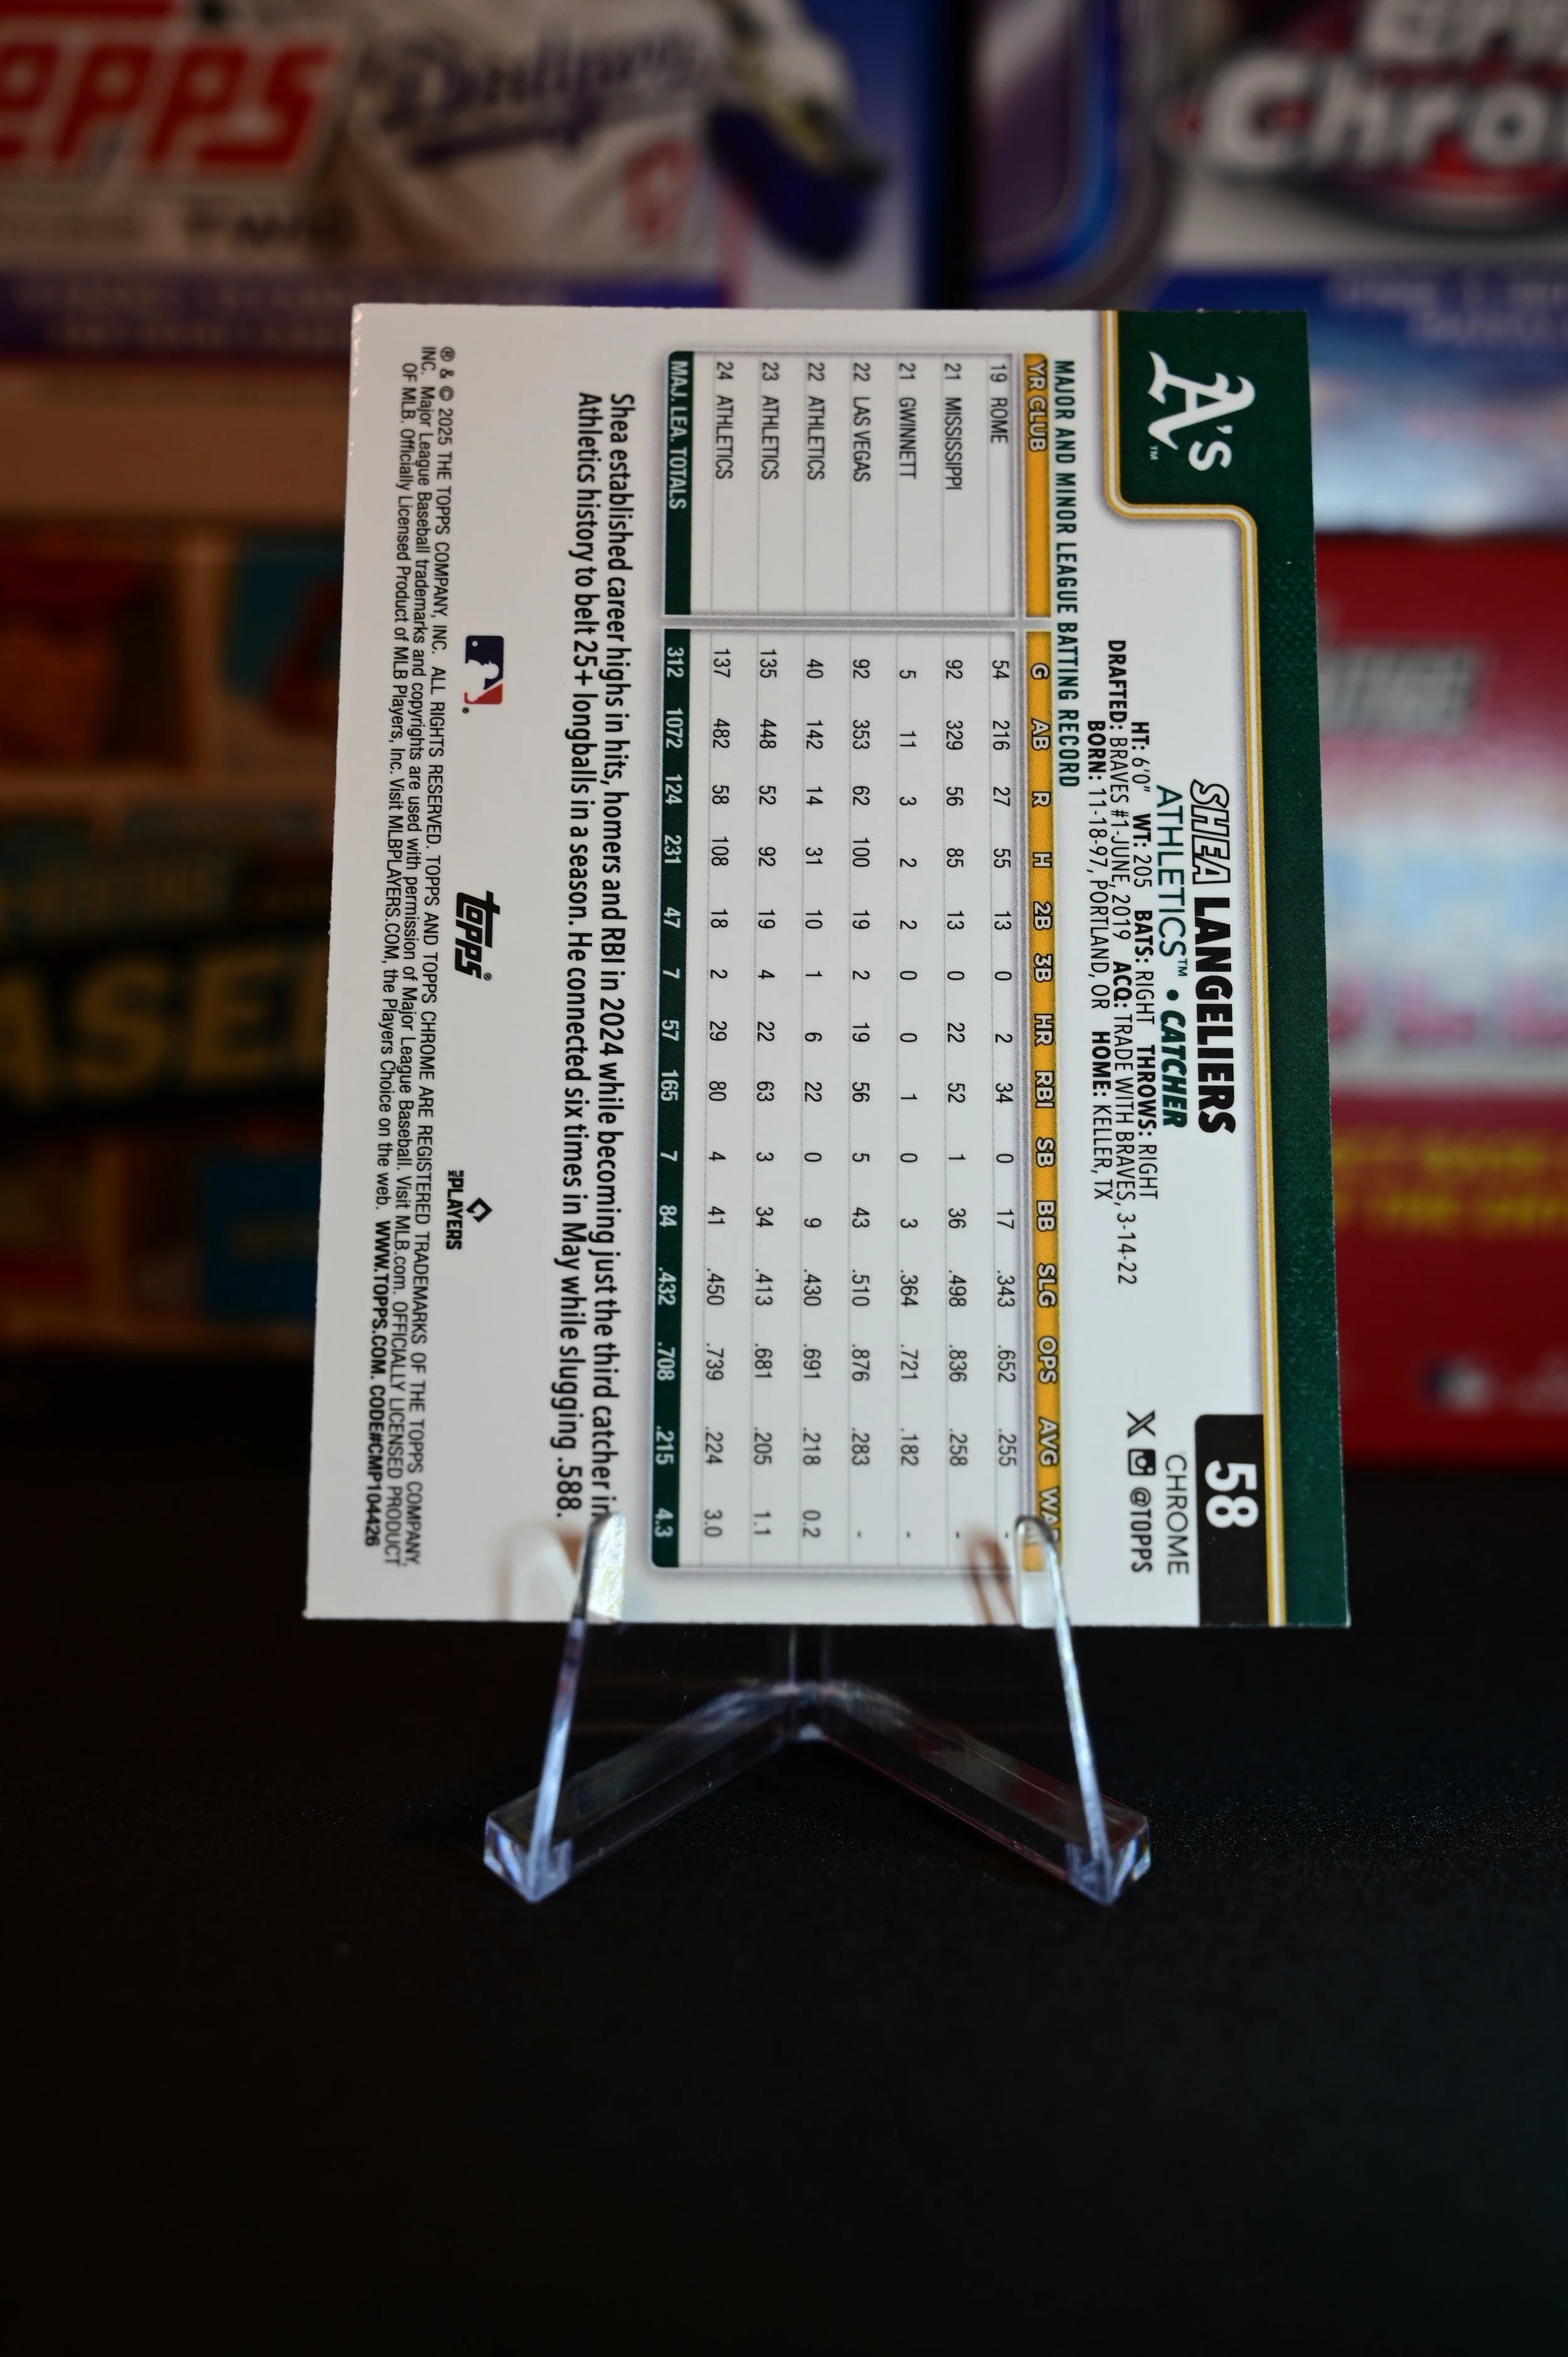 A's™
58
SHEA LANGELIERS
ATHLETICS™ • CATCHER
CHROME
HT: 6'0" WT: 205 BATS: RIGHT THROWS: RIGHT
@TOPPS
DRAFTED: BRAVES #1-JUNE, 2019 ACQ: TRADE WITH BRAVES, 3-14-22
BORN: 11-18-97, PORTLAND, OR HOME: KELLER, TX
MAJOR AND MINOR LEAGUE BATTING RECORD
YR CLUB G AB R H 2B 3B HR RBI SB BB SLG OPS AVG WAR
19 ROME 54 216 27 55 13 0 2 34 0 17 .343 .652 .255 -
21 MISSISSIPPI 92 329 56 85 13 0 22 52 1 36 .498 .836 .258 -
21 GWINNETT 5 11 3 2 2 0 0 1 0 3 .364 .721 .182 -
22 LAS VEGAS 92 353 62 100 19 2 19 56 5 43 .510 .876 .283 -
22 ATHLETICS 40 142 14 31 10 1 6 22 0 9 .430 .691 .218 0.2
23 ATHLETICS 135 448 52 92 19 4 22 63 3 34 .413 .681 .205 1.1
24 ATHLETICS 137 482 58 108 18 2 29 80 4 41 .450 .739 .224 3.0
MAJ. LEA. TOTALS 312 1072 124 231 47 7 57 165 7 84 .432 .708 .215 4.3
Shea established career highs in hits, homers and RBI in 2024 while becoming just the third catcher in
Athletics history to belt 25+ longballs in a season. He connected six times in May while slugging .588.
topps®
MLB PLAYERS
® & © 2025 THE TOPPS COMPANY, INC. ALL RIGHTS RESERVED. TOPPS AND TOPPS CHROME ARE REGISTERED TRADEMARKS OF THE TOPPS COMPANY,
INC. Major League Baseball trademarks and copyrights are used with permission of Major League Baseball. Visit MLB.com. OFFICIALLY LICENSED PRODUCT
OF MLB. Officially Licensed Product of MLB Players, Inc. Visit MLBPLAYERS.COM, the Players Choice on the web. WWW.TOPPS.COM. CODE#CMP104426
Dodgers